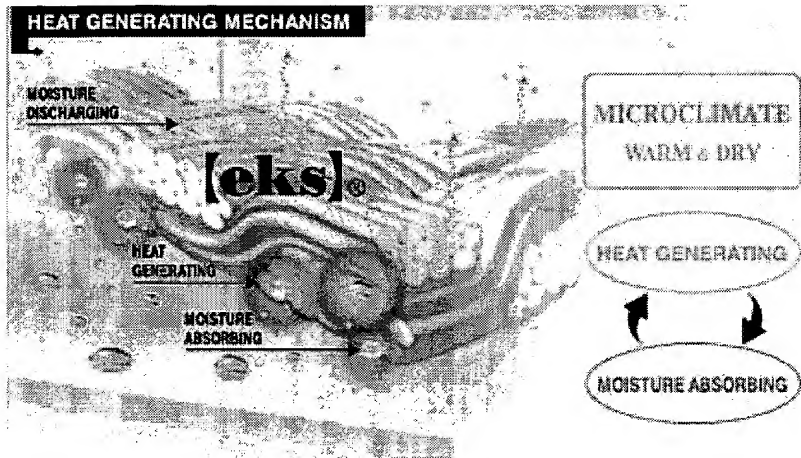 HEAT GENERATING MECHANISM
MOISTURE
DISCHARGING
【eks】®
HEAT
GENERATING
MOISTURE
ABSORBING
MICROCLIMATE
WARM & DRY
HEAT GENERATING
MOISTURE ABSORBING